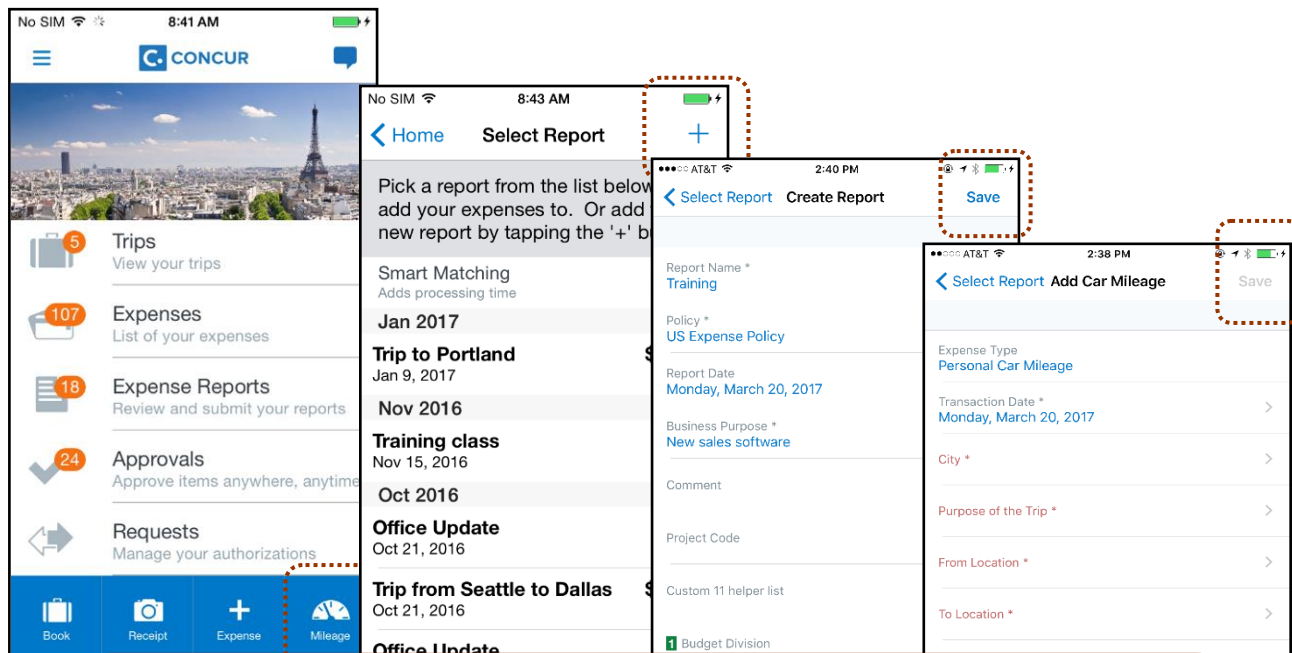 No SIM 8:41 AM
CONCUR
5
Trips
View your trips
107
Expenses
List of your expenses
18
Expense Reports
Review and submit your reports
24
Approvals
Approve items anywhere, anytime
Requests
Manage your authorizations
Book Receipt Expense Mileage
No SIM 8:43 AM
Home Select Report +
Pick a report from the list below
add your expenses to. Or add
new report by tapping the '+' b
Smart Matching
Adds processing time
Jan 2017
Trip to Portland $
Jan 9, 2017
Nov 2016
Training class
Nov 15, 2016
Oct 2016
Office Update
Oct 21, 2016
Trip from Seattle to Dallas $
Oct 21, 2016
Office Update
AT&T 2:40 PM
Select Report Create Report Save
Report Name *
Training
Policy *
US Expense Policy
Report Date
Monday, March 20, 2017
Business Purpose *
New sales software
Comment
Project Code
Custom 11 helper list
1 Budget Division
AT&T 2:38 PM
Select Report Add Car Mileage Save
Expense Type
Personal Car Mileage
Transaction Date *
Monday, March 20, 2017
City *
Purpose of the Trip *
From Location *
To Location *